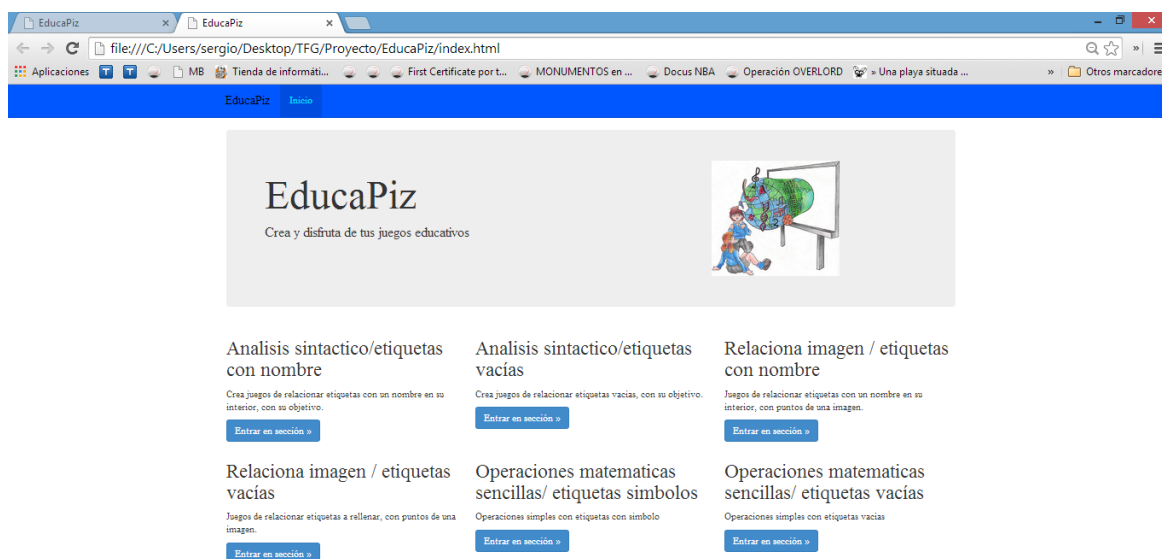 EducaPiz
EducaPiz
file:///C:/Users/sergio/Desktop/TFG/Proyecto/EducaPiz/index.html
Aplicaciones T T MB Tienda de informáti... First Certificate por t... MONUMENTOS en ... Docus NBA Operación OVERLORD » Una playa situada ... » Otros marcadore
EducaPiz Inicio
EducaPiz
Crea y disfruta de tus juegos educativos
Analisis sintactico/etiquetas
con nombre
Crea juegos de relacionar etiquetas con un nombre en su
interior, con su objetivo.
Entrar en sección »
Analisis sintactico/etiquetas
vacías
Crea juegos de relacionar etiquetas vacias, con su objetivo.
Entrar en sección »
Relaciona imagen / etiquetas
con nombre
Juegos de relacionar etiquetas con un nombre en su
interior, con puntos de una imagen.
Entrar en sección »
Relaciona imagen / etiquetas
vacías
Juegos de relacionar etiquetas a rellenar, con puntos de una
imagen.
Entrar en sección »
Operaciones matematicas
sencillas/ etiquetas simbolos
Operaciones simples con etiquetas con simbolo
Entrar en sección »
Operaciones matematicas
sencillas/ etiquetas vacías
Operaciones simples con etiquetas vacias
Entrar en sección »